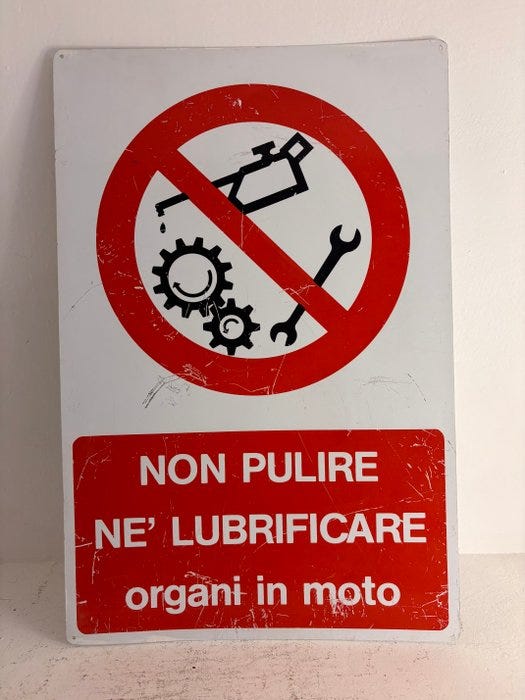 NON PULIRE
NE' LUBRIFICARE
organi in moto